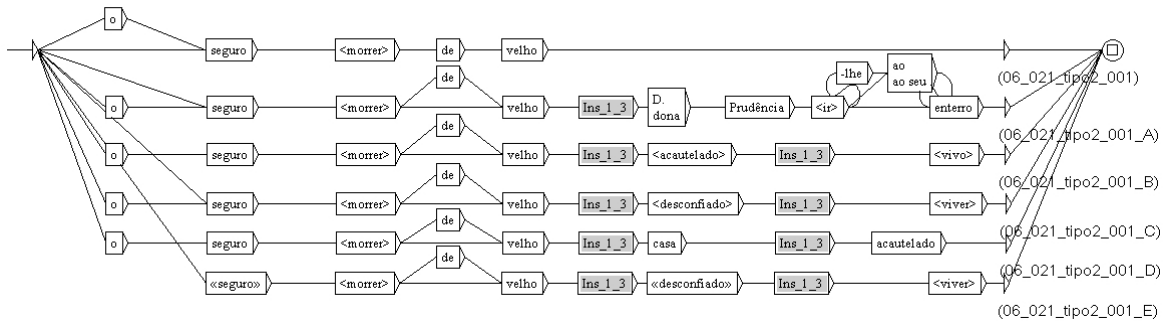 o
seguro <morrer> de velho
(06_021_tipo2_001)
de -lhe ao
ao seu
o seguro <morrer> velho Ins_1_3 D. dona Prudência <ir> enterro
(06_021_tipo2_001_A)
de
o seguro <morrer> velho Ins_1_3 <acautelado> Ins_1_3 <vivo>
(06_021_tipo2_001_B)
de
o seguro <morrer> velho Ins_1_3 <desconfiado> Ins_1_3 <viver>
(06_021_tipo2_001_C)
de
o seguro <morrer> velho Ins_1_3 casa Ins_1_3 acautelado
(06_021_tipo2_001_D)
de
«seguro» <morrer> velho Ins_1_3 «desconfiado» Ins_1_3 <viver>
(06_021_tipo2_001_E)